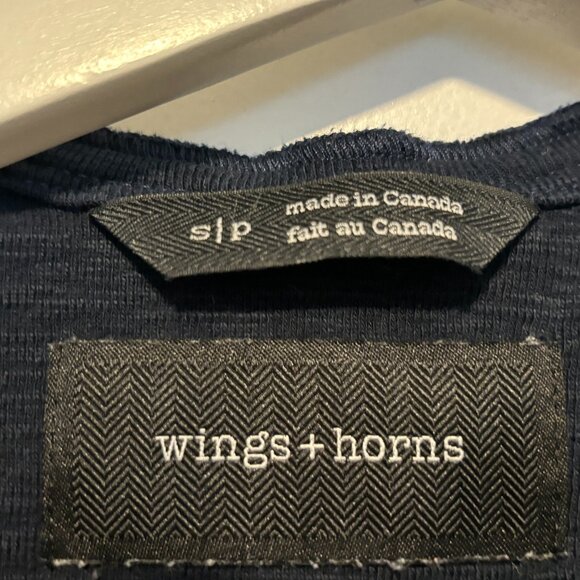 s|p
made in Canada
fait au Canada
wings+horns